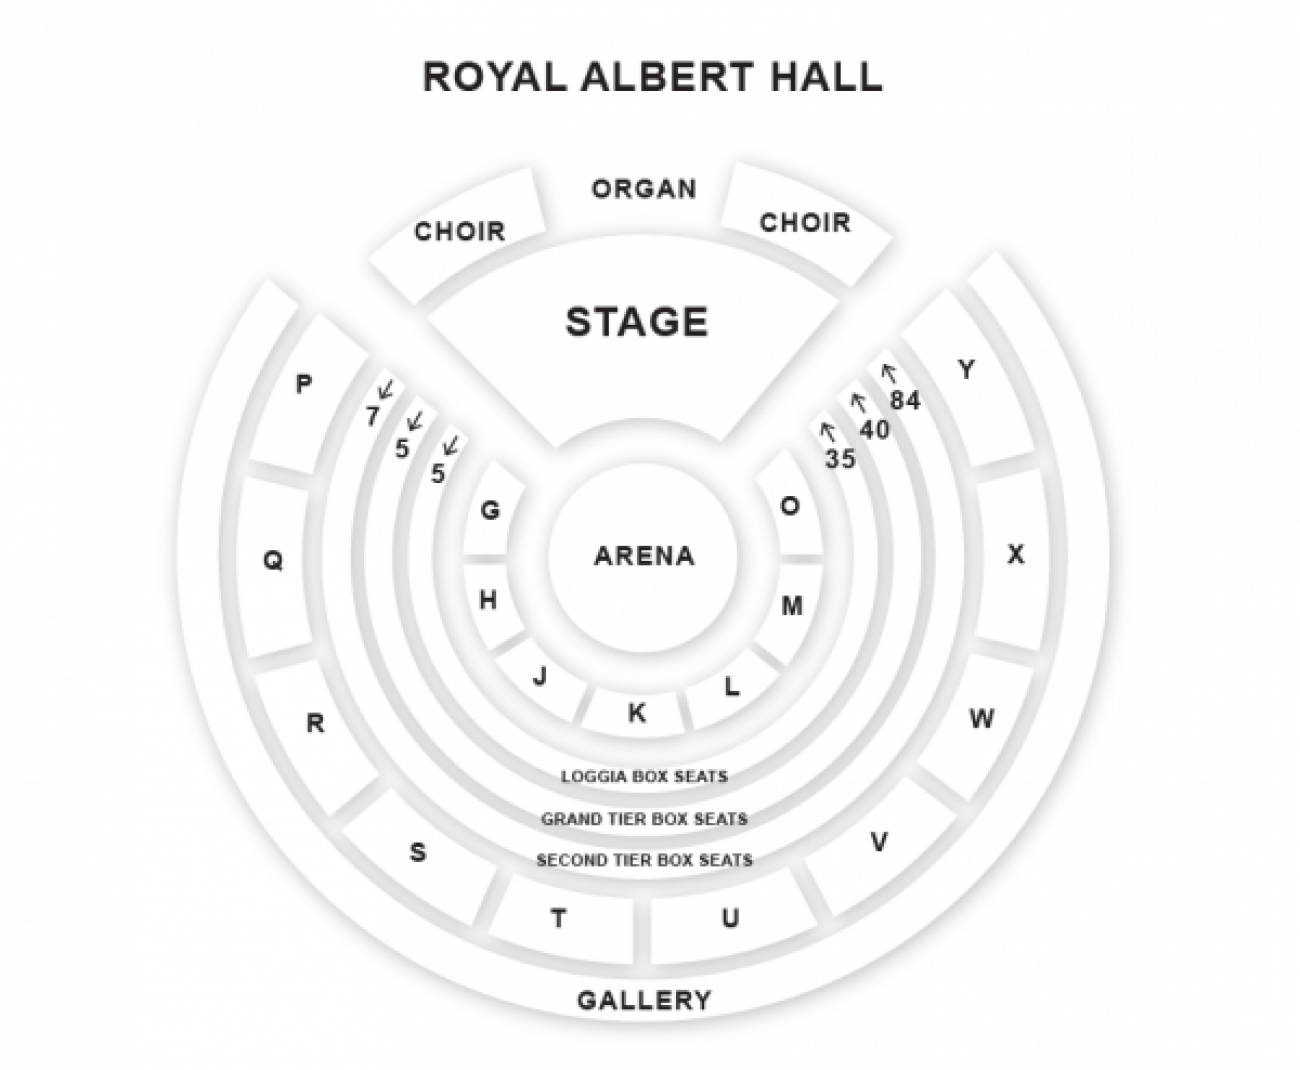 ROYAL ALBERT HALL
ORGAN
CHOIR
CHOIR
STAGE
P
Y
7
84
5
40
5
35
G
O
ARENA
Q
X
H
M
J
L
K
R
W
LOGGIA BOX SEATS
GRAND TIER BOX SEATS
SECOND TIER BOX SEATS
S
V
T
U
GALLERY